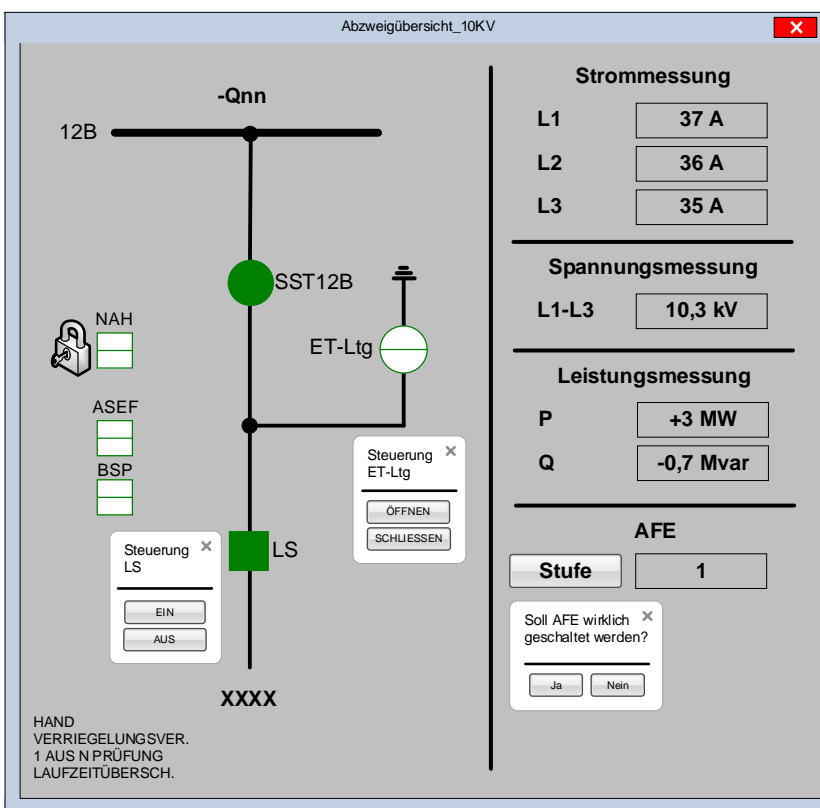 Abzweigübersicht_10KV
-Qnn
12B
SST12B
NAH
ET-Ltg
ASEF
BSP
Steuerung
ET-Ltg
ÖFFNEN
SCHLIESSEN
LS
Steuerung
LS
EIN
AUS
XXXX
HAND
VERRIEGELUNGSVER.
1 AUS N PRÜFUNG
LAUFZEITÜBERSCH.
Strommessung
L1 37 A
L2 36 A
L3 35 A
Spannungsmessung
L1-L3 10,3 kV
Leistungsmessung
P +3 MW
Q -0,7 Mvar
AFE
Stufe 1
Soll AFE wirklich
geschaltet werden?
Ja Nein